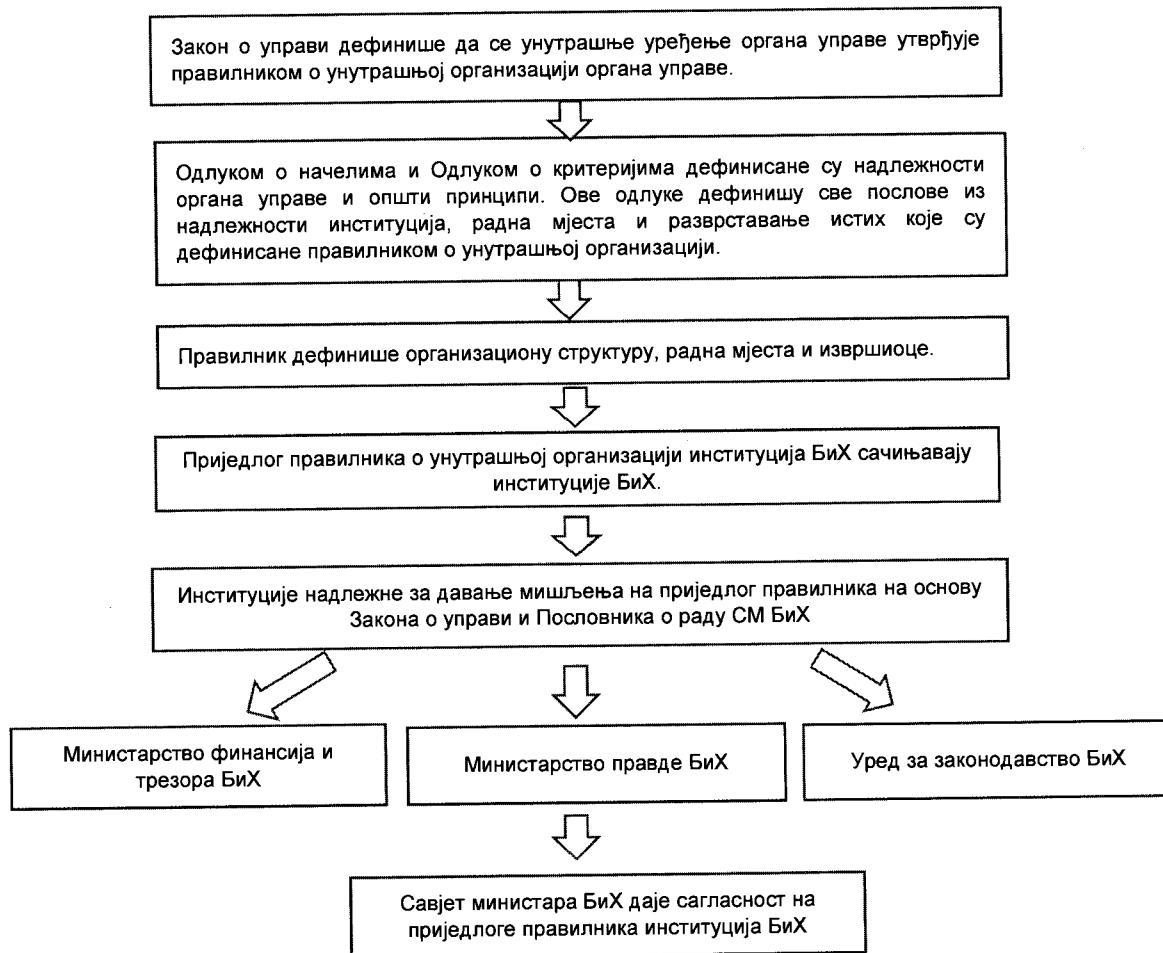 Закон о управи дефинише да се унутрашње уређење органа управе утврђује
правилником о унутрашњој организацији органа управе.
Одлуком о начелима и Одлуком о критеријима дефинисане су надлежности
органа управе и општи принципи. Ове одлуке дефинишу све послове из
надлежности институција, радна мјеста и разврставање истих које су
дефинисане правилником о унутрашњој организацији.
Правилник дефинише организациону структуру, радна мјеста и извршиоце.
Приједлог правилника о унутрашњој организацији институција БиХ сачињавају
институције БиХ.
Институције надлежне за давање мишљења на приједлог правилника на основу
Закона о управи и Пословника о раду СМ БиХ
Министарство финансија и
трезора БиХ
Министарство правде БиХ
Уред за законодавство БиХ
Савјет министара БиХ даје сагласност на
приједлоге правилника институција БиХ